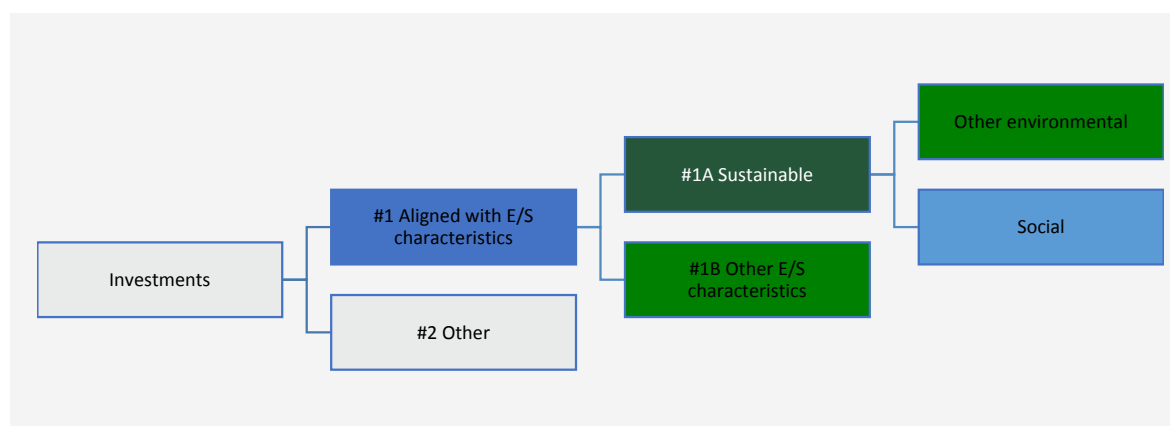 Investments
#1 Aligned with E/S
characteristics
#2 Other
#1A Sustainable
#1B Other E/S
characteristics
Other environmental
Social